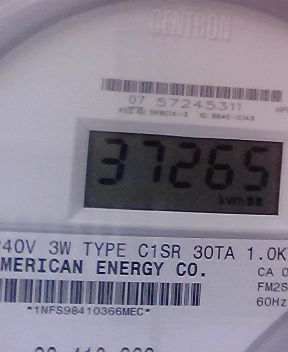 CENTRON
07 57245311
37265
kWh
240V 3W TYPE C1SR 30TA 1.0K
AMERICAN ENERGY CO.
CA 0
FM2S
60Hz
*1NFS98410366MEC*